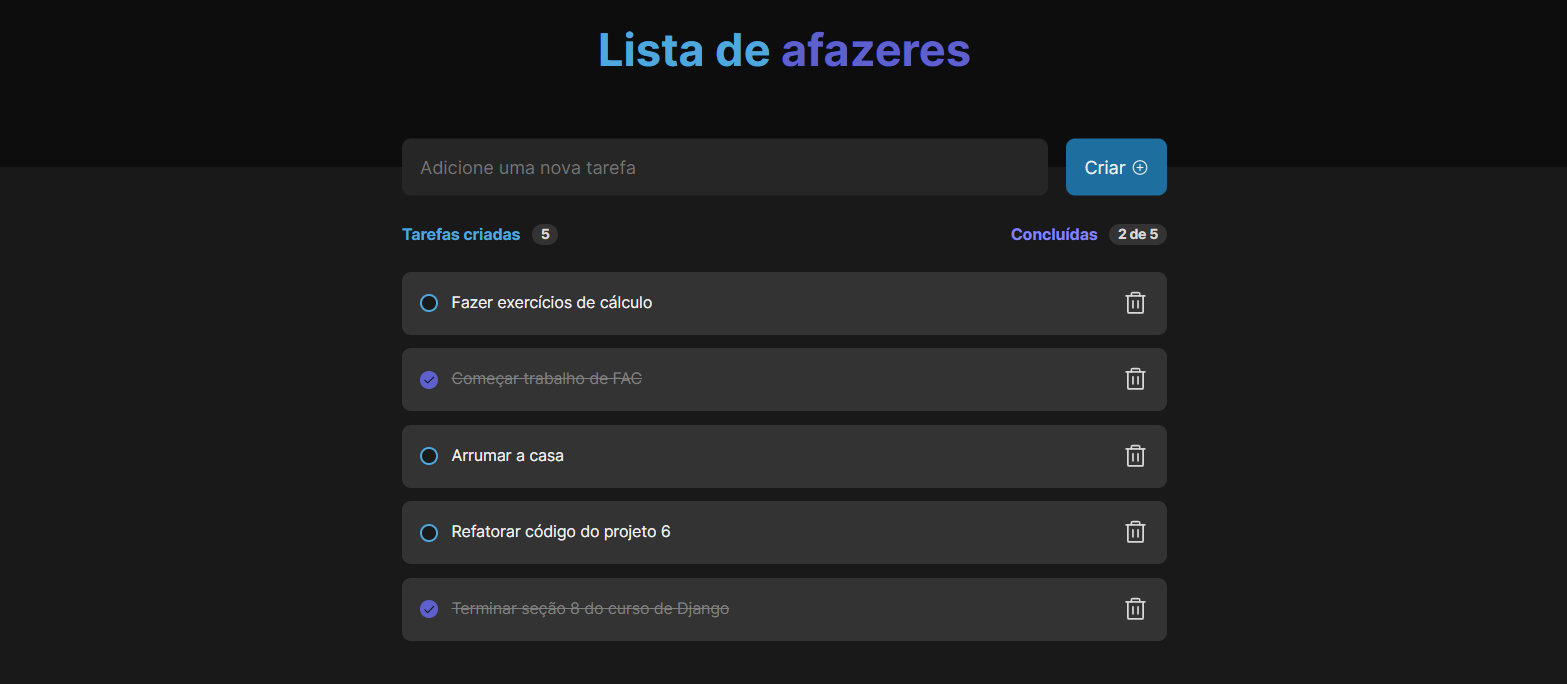 Lista de afazeres
Adicione uma nova tarefa
Criar
Tarefas criadas 5
Concluídas 2 de 5
Fazer exercícios de cálculo
Começar trabalho de FAC
Arrumar a casa
Refatorar código do projeto 6
Terminar seção 8 do curso de Django